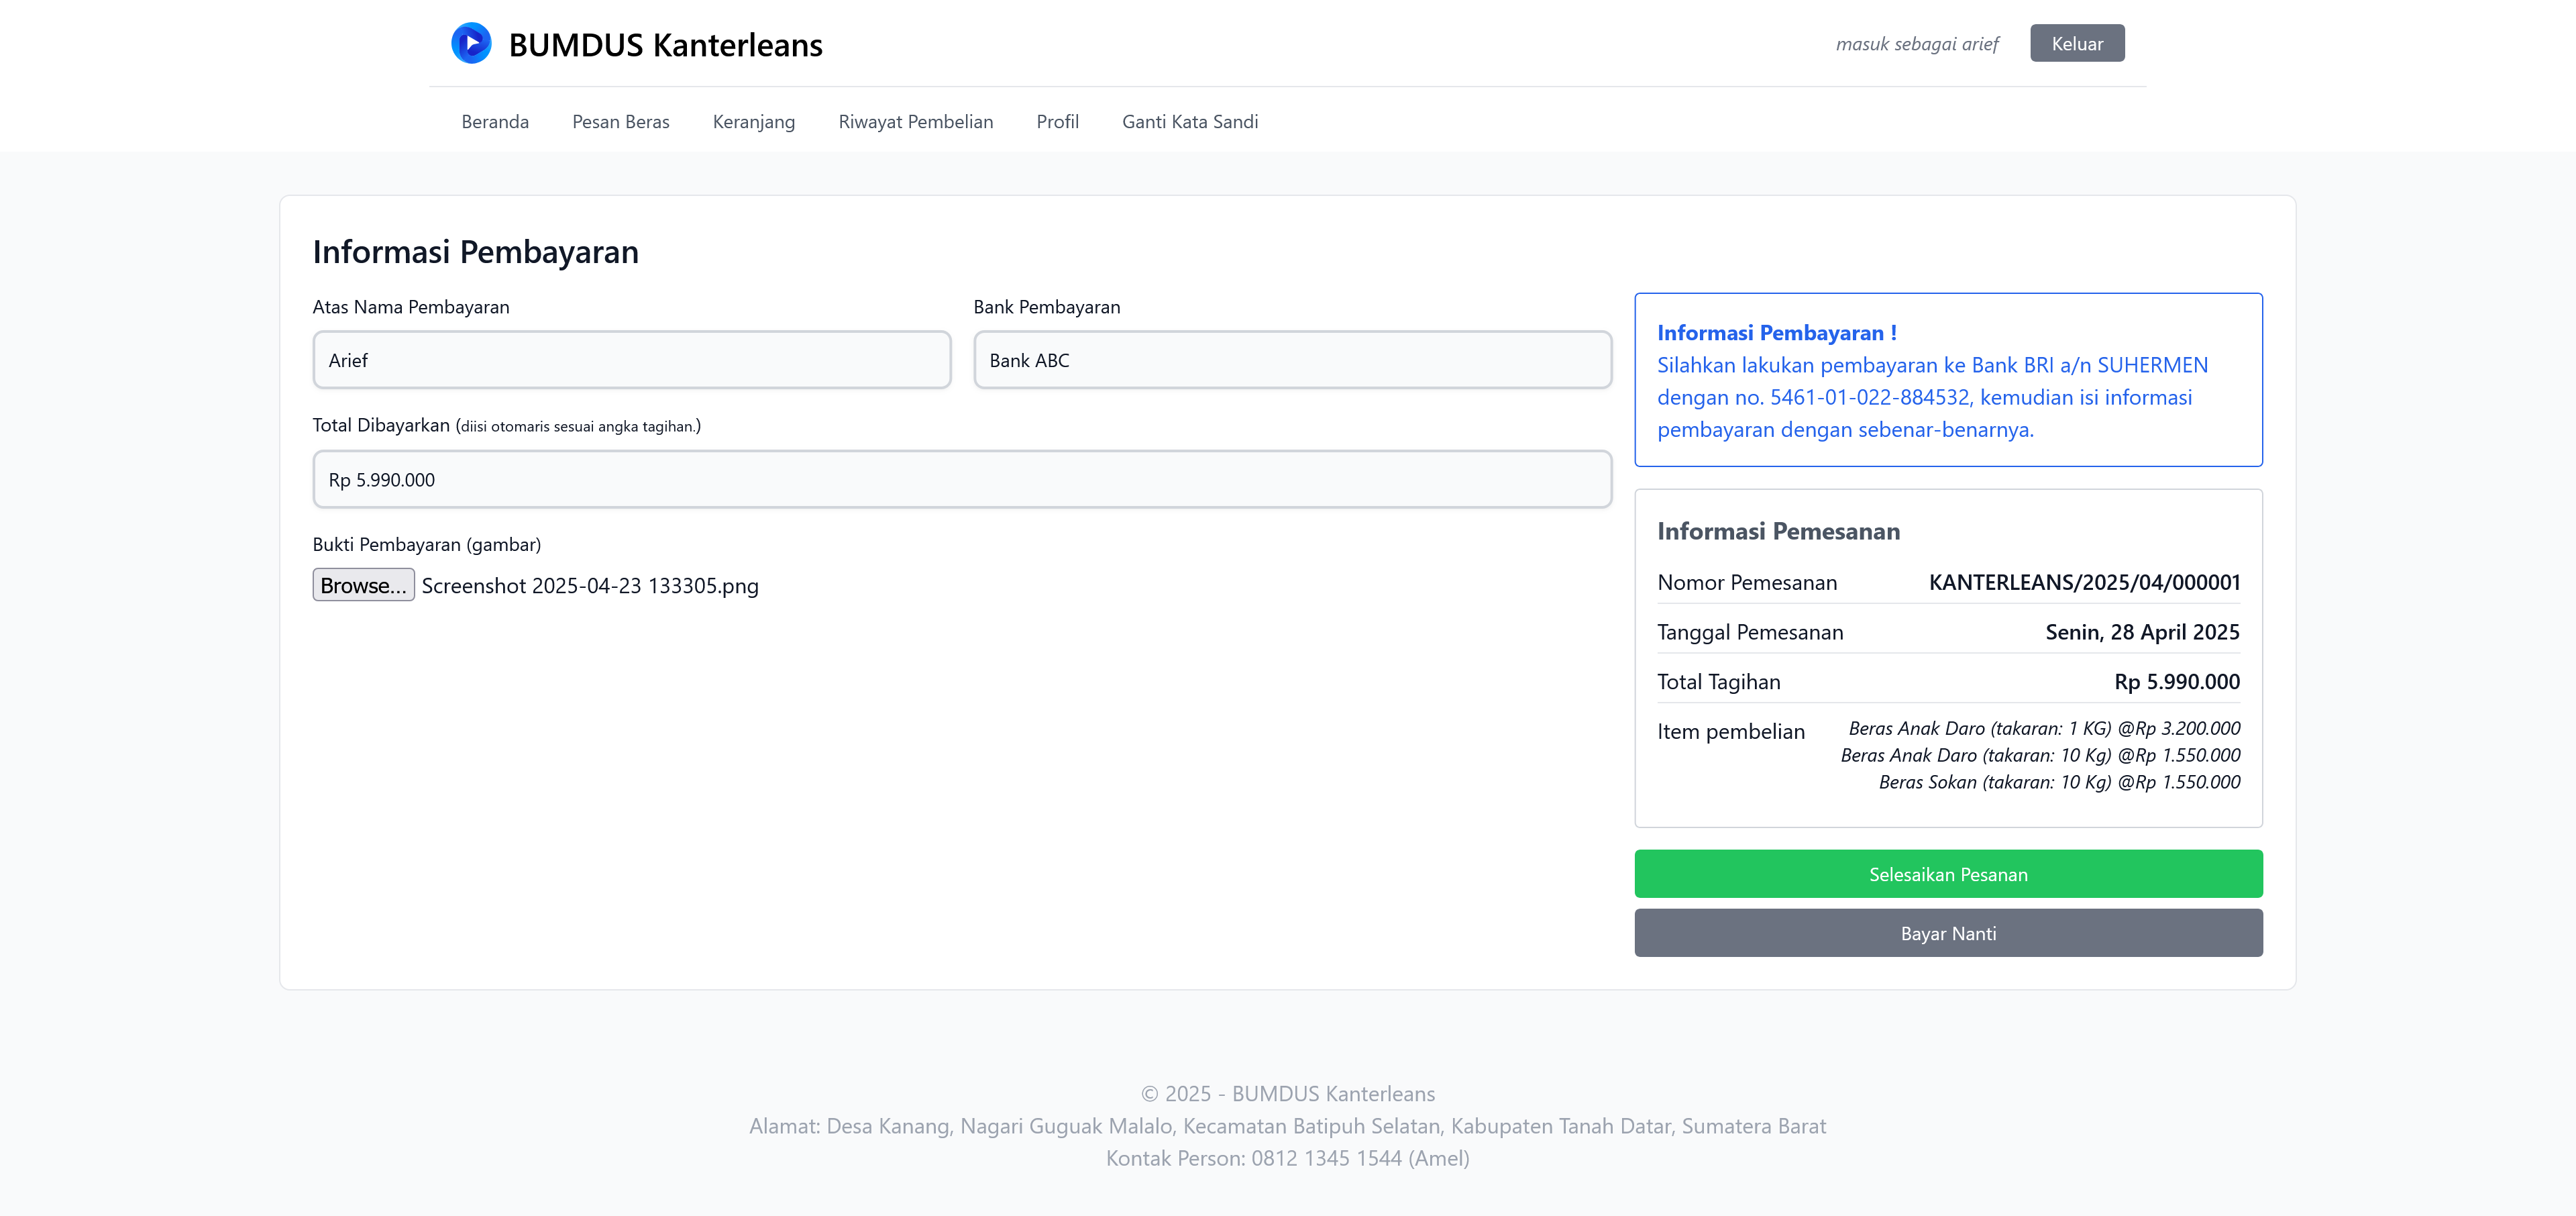 BUMDUS Kanterleans
masuk sebagai arief
Keluar
Beranda
Pesan Beras
Keranjang
Riwayat Pembelian
Profil
Ganti Kata Sandi
Informasi Pembayaran
Atas Nama Pembayaran
Arief
Bank Pembayaran
Bank ABC
Total Dibayarkan (diisi otomaris sesuai angka tagihan.)
Rp 5.990.000
Bukti Pembayaran (gambar)
Browse... Screenshot 2025-04-23 133305.png
Informasi Pembayaran !
Silahkan lakukan pembayaran ke Bank BRI a/n SUHERMEN
dengan no. 5461-01-022-884532, kemudian isi informasi
pembayaran dengan sebenar-benarnya.
Informasi Pemesanan
Nomor Pemesanan KANTERLEANS/2025/04/000001
Tanggal Pemesanan Senin, 28 April 2025
Total Tagihan Rp 5.990.000
Item pembelian Beras Anak Daro (takaran: 1 KG) @Rp 3.200.000
Beras Anak Daro (takaran: 10 Kg) @Rp 1.550.000
Beras Sokan (takaran: 10 Kg) @Rp 1.550.000
Selesaikan Pesanan
Bayar Nanti
© 2025 - BUMDUS Kanterleans
Alamat: Desa Kanang, Nagari Guguak Malalo, Kecamatan Batipuh Selatan, Kabupaten Tanah Datar, Sumatera Barat
Kontak Person: 0812 1345 1544 (Amel)